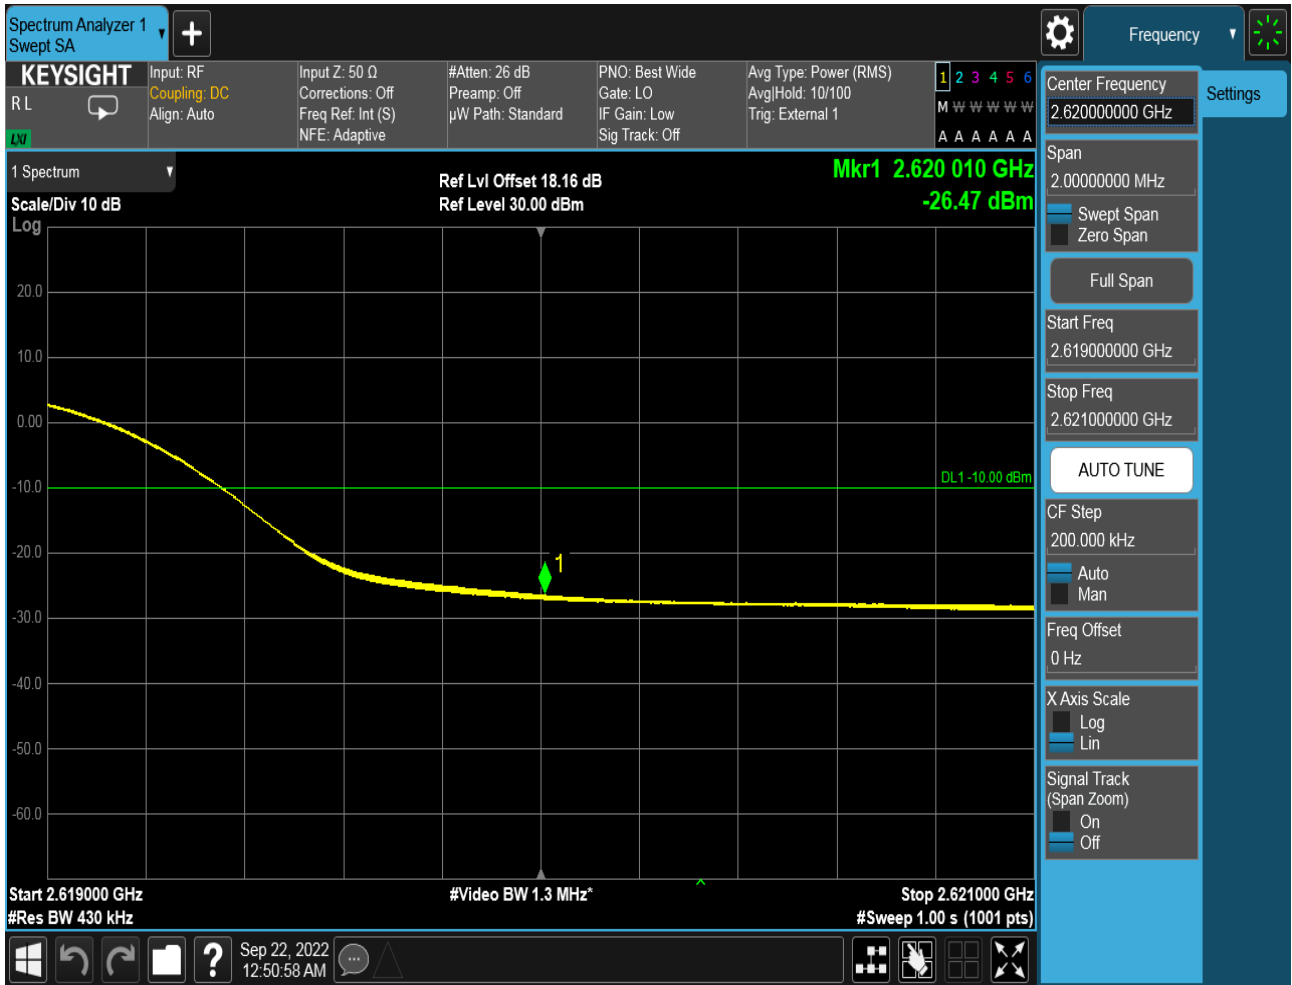 Spectrum Analyzer 1
Swept SA
Frequency
KEYSIGHT
R L
LXI
Input: RF
Coupling: DC
Align: Auto
Input Z: 50 Ω
Corrections: Off
Freq Ref: Int (S)
NFE: Adaptive
#Atten: 26 dB
Preamp: Off
µW Path: Standard
PNO: Best Wide
Gate: LO
IF Gain: Low
Sig Track: Off
Avg Type: Power (RMS)
Avg|Hold: 10/100
Trig: External 1
1 2 3 4 5 6
M W W W W W
A A A A A A
1 Spectrum
Scale/Div 10 dB
Log
Ref Lvl Offset 18.16 dB
Ref Level 30.00 dBm
Mkr1 2.620 010 GHz
-26.47 dBm
20.0
10.0
0.00
-10.0
-20.0
-30.0
-40.0
-50.0
-60.0
DL1 -10.00 dBm
1
Start 2.619000 GHz
#Res BW 430 kHz
#Video BW 1.3 MHz*
Stop 2.621000 GHz
#Sweep 1.00 s (1001 pts)
Sep 22, 2022
12:50:58 AM
?
Center Frequency
2.620000000 GHz
Settings
Span
2.00000000 MHz
Swept Span
Zero Span
Full Span
Start Freq
2.619000000 GHz
Stop Freq
2.621000000 GHz
AUTO TUNE
CF Step
200.000 kHz
Auto
Man
Freq Offset
0 Hz
X Axis Scale
Log
Lin
Signal Track
(Span Zoom)
On
Off